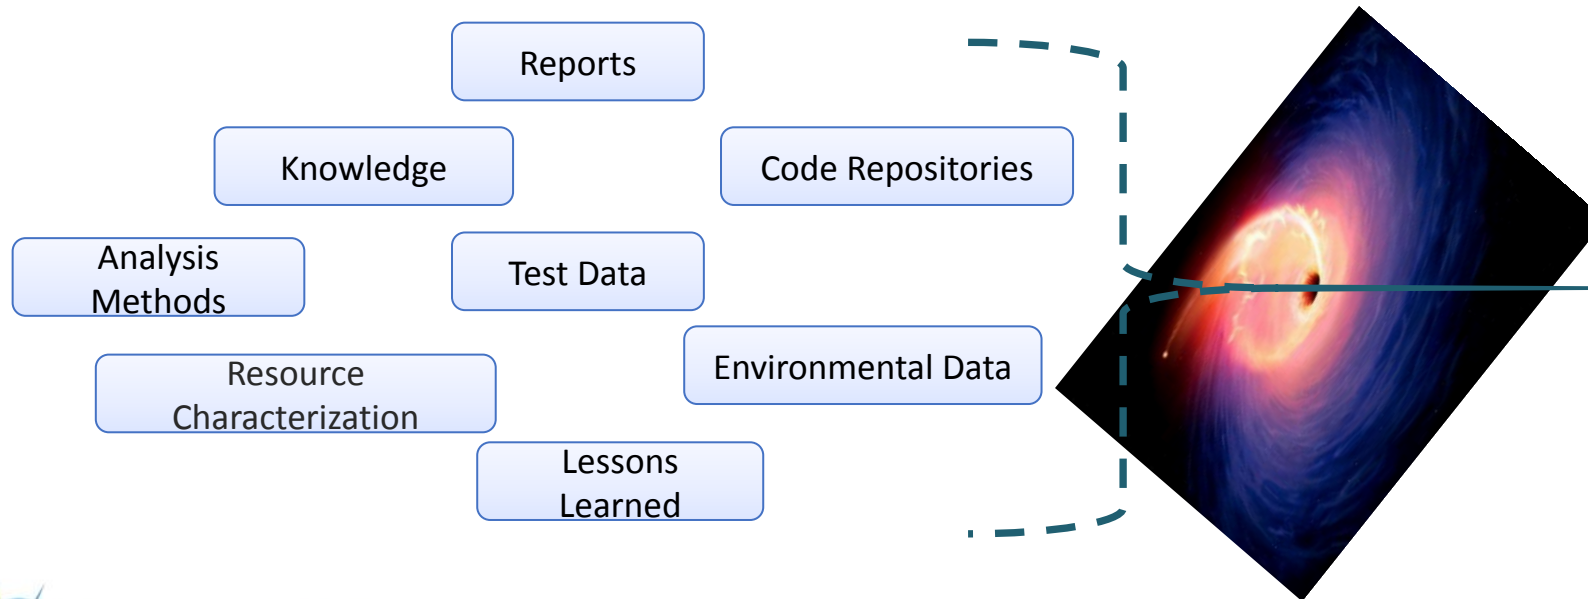 Reports
Knowledge
Code Repositories
Analysis
Methods
Test Data
Environmental Data
Resource
Characterization
Lessons
Learned